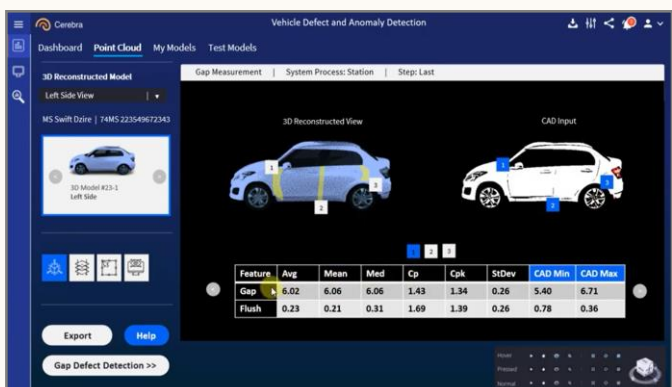 Cerebra
Vehicle Defect and Anomaly Detection
Dashboard Point Cloud My Models Test Models
3D Reconstructed Model
Left Side View
MS Swift Dzire | 74MS 223549672343
3D Model #23-1
Left Side
Export Help
Gap Defect Detection >>
Gap Measurement | System Process: Station | Step: Last
3D Reconstructed View CAD Input
1
2
3
1
2
3
1 2 3
Feature Avg Mean Med Cp Cpk StDev CAD Min CAD Max
Gap 6.02 6.06 6.06 1.43 1.34 0.26 5.40 6.71
Flush 0.23 0.21 0.31 1.69 1.39 0.26 0.78 0.36
Hover
Pressed
Normal